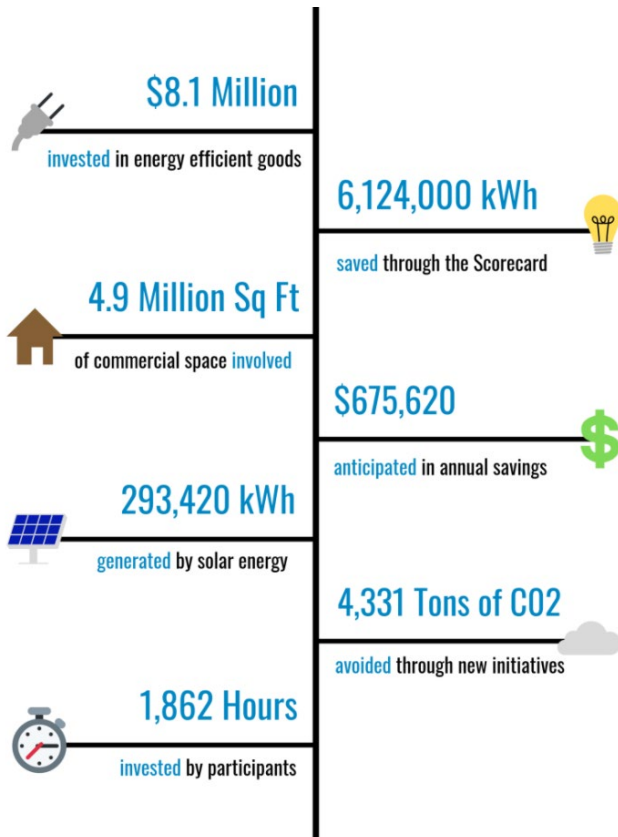 $8.1 Million
invested in energy efficient goods
6,124,000 kWh
saved through the Scorecard
4.9 Million Sq Ft
of commercial space involved
$675,620
anticipated in annual savings
293,420 kWh
generated by solar energy
4,331 Tons of CO2
avoided through new initiatives
1,862 Hours
invested by participants